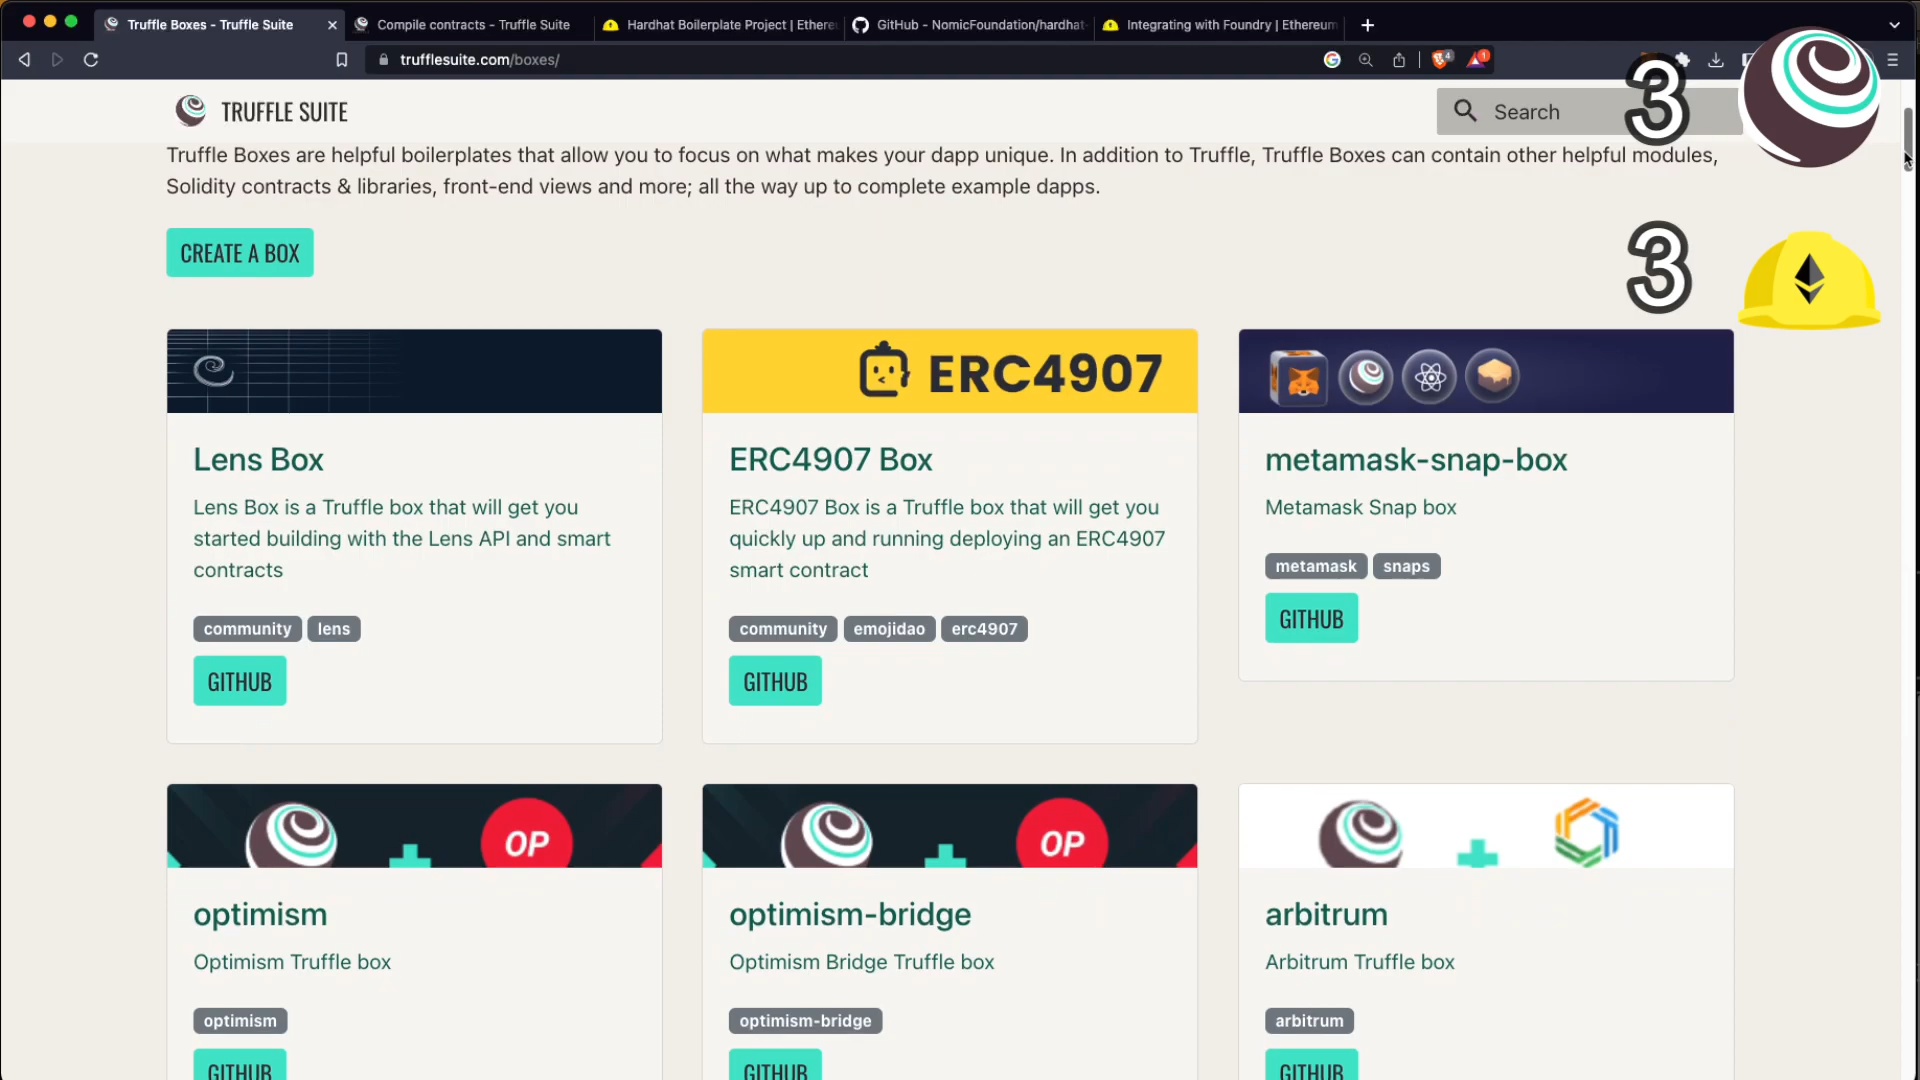 Truffle Boxes - Truffle Suite
Compile contracts - Truffle Suite
Hardhat Boilerplate Project | Ethere
GitHub - NomicFoundation/hardhat-
Integrating with Foundry | Ethereum
trufflesuite.com/boxes/
4
1
TRUFFLE SUITE
Search
3
Truffle Boxes are helpful boilerplates that allow you to focus on what makes your dapp unique. In addition to Truffle, Truffle Boxes can contain other helpful modules,
Solidity contracts & libraries, front-end views and more; all the way up to complete example dapps.
CREATE A BOX
3
ERC4907
Lens Box
Lens Box is a Truffle box that will get you
started building with the Lens API and smart
contracts
community lens
GITHUB
ERC4907 Box
ERC4907 Box is a Truffle box that will get you
quickly up and running deploying an ERC4907
smart contract
community emojidao erc4907
GITHUB
metamask-snap-box
Metamask Snap box
metamask snaps
GITHUB
OP
optimism
Optimism Truffle box
optimism
GITHUB
OP
optimism-bridge
Optimism Bridge Truffle box
optimism-bridge
GITHUB
arbitrum
Arbitrum Truffle box
arbitrum
GITHUB